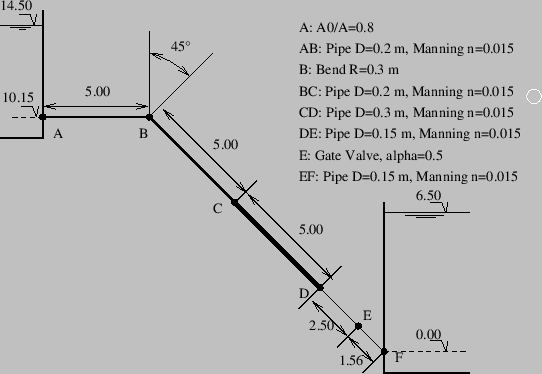 14.50
45°
A: A0/A=0.8
AB: Pipe D=0.2 m, Manning n=0.015
B: Bend R=0.3 m
BC: Pipe D=0.2 m, Manning n=0.015
CD: Pipe D=0.3 m, Manning n=0.015
DE: Pipe D=0.15 m, Manning n=0.015
E: Gate Valve, alpha=0.5
EF: Pipe D=0.15 m, Manning n=0.015
10.15
5.00
A
B
5.00
C
5.00
6.50
D
2.50
E
1.56
F
0.00